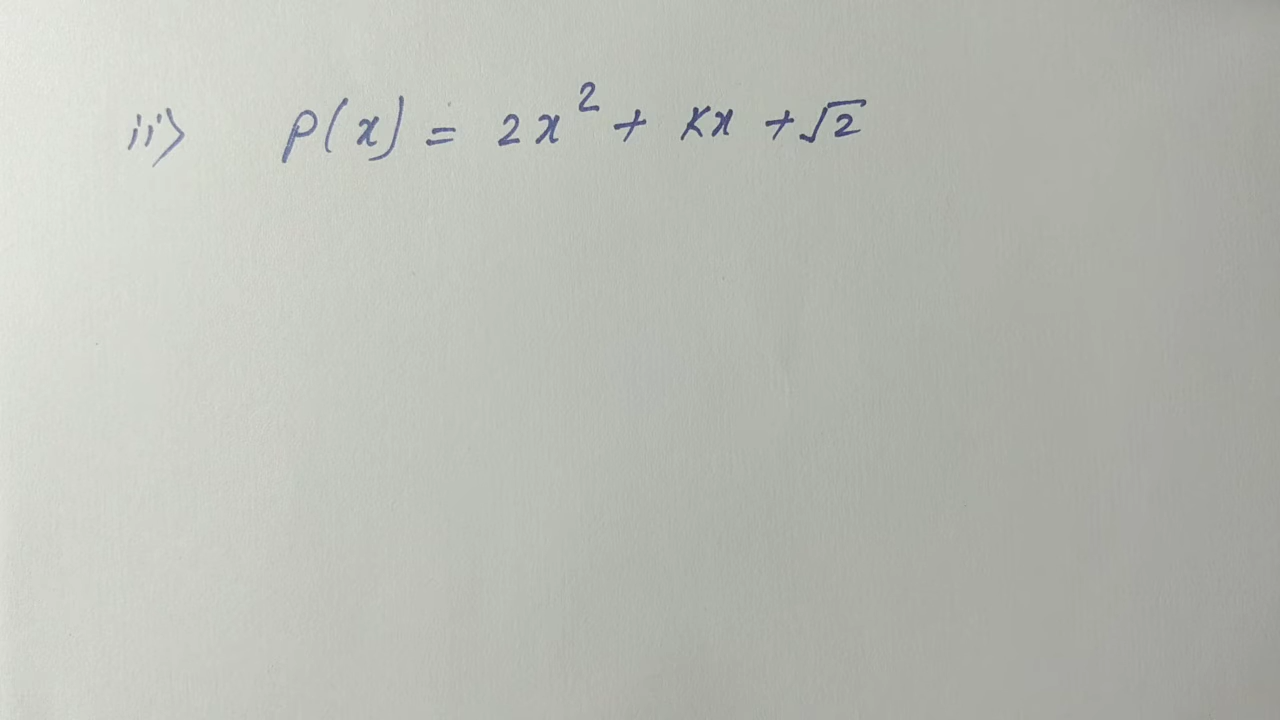 ii) p(x) = 2x² + kx + √2